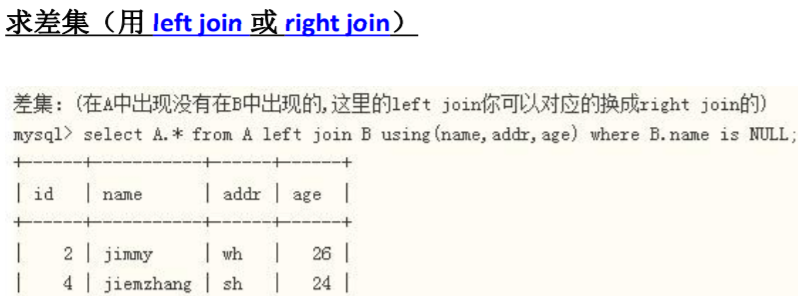 求差集（用 left join 或 right join）
差集：(在A中出现没有在B中出现的,这里的left join你可以对应的换成right join的)
mysql> select A.* from A left join B using(name,addr,age) where B.name is NULL;
+------+-----------+------+------+
| id | name | addr | age |
+------+-----------+------+------+
| 2 | jimmy | wh | 26 |
| 4 | jiemzhang | sh | 24 |